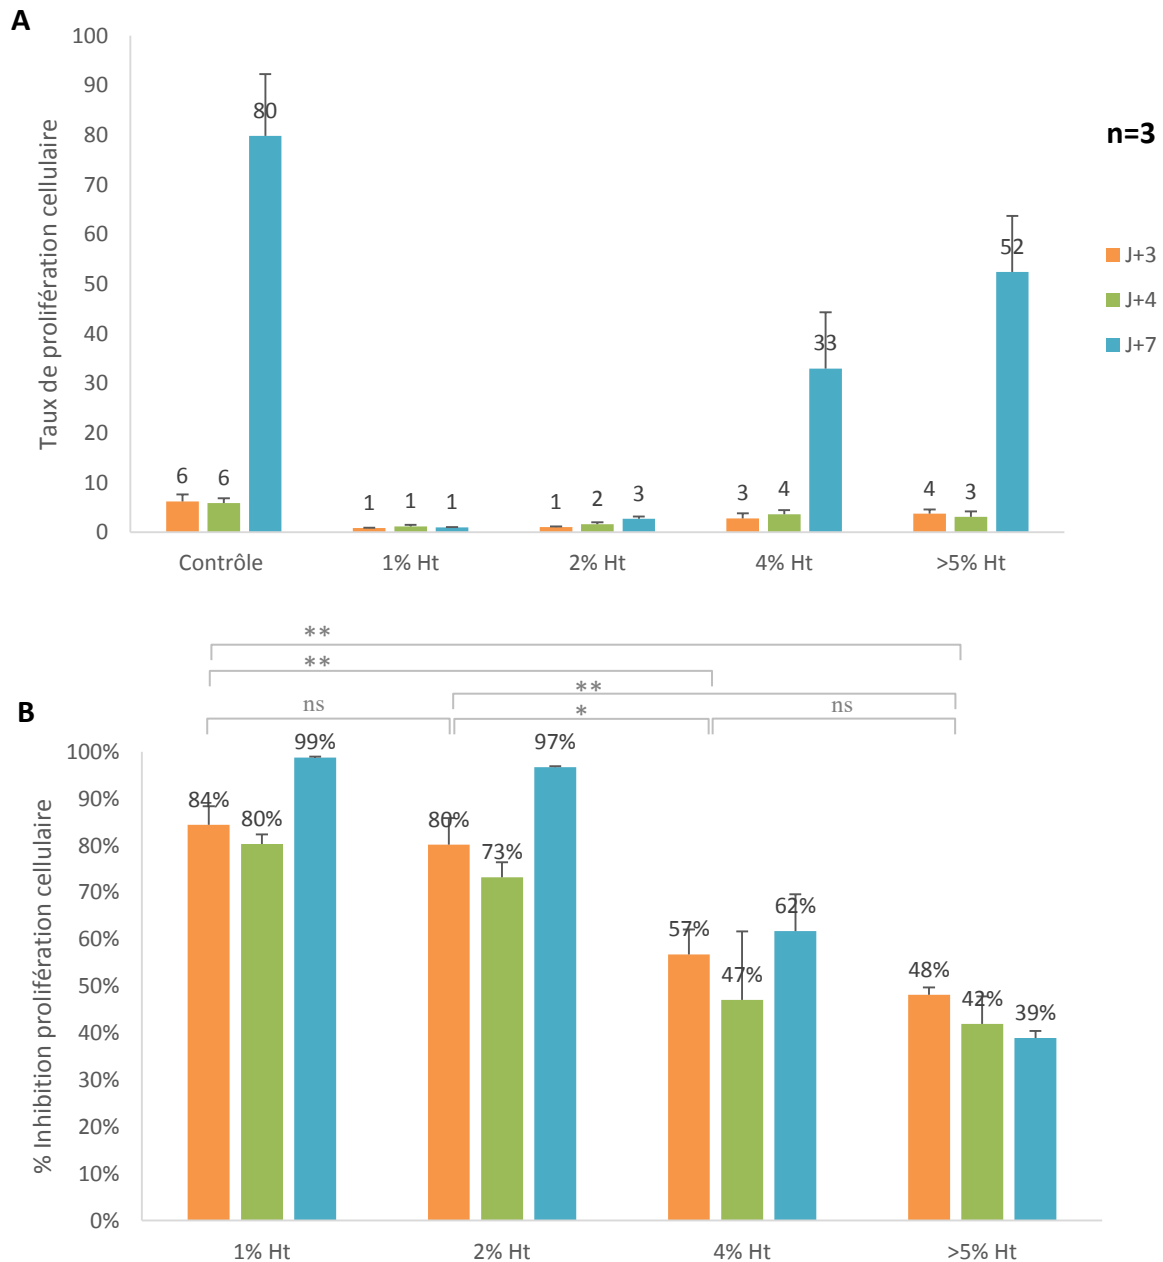 A
100
90
80
70
60
50
40
30
20
10
0
Taux de prolifération cellulaire
6 6 80
1 1 1
1 2 3
3 4 33
4 3 52
Contrôle 1% Ht 2% Ht 4% Ht >5% Ht
n=3
J+3
J+4
J+7
B
**
**
**
ns * ns
100%
90%
80%
70%
60%
50%
40%
30%
20%
10%
0%
% Inhibition prolifération cellulaire
84% 80% 99%
80% 73% 97%
57% 47% 62%
48% 42% 39%
1% Ht 2% Ht 4% Ht >5% Ht